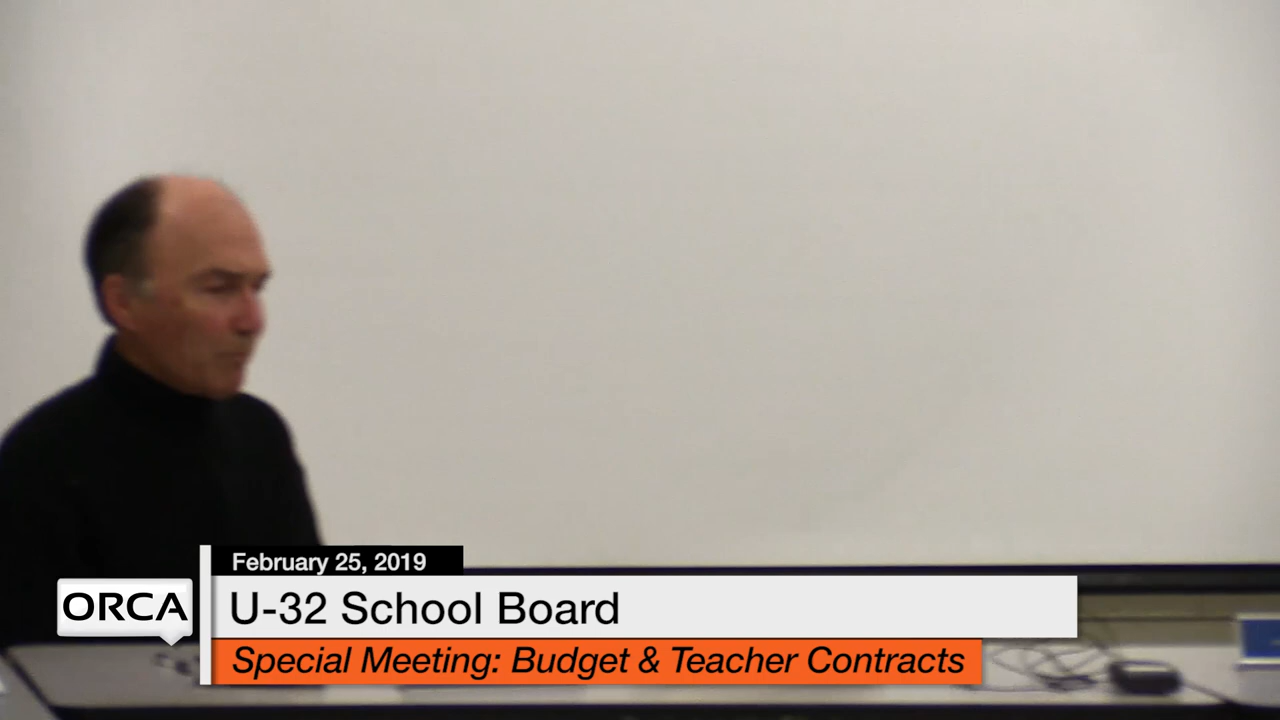 February 25, 2019
ORCA
U-32 School Board
Special Meeting: Budget & Teacher Contracts